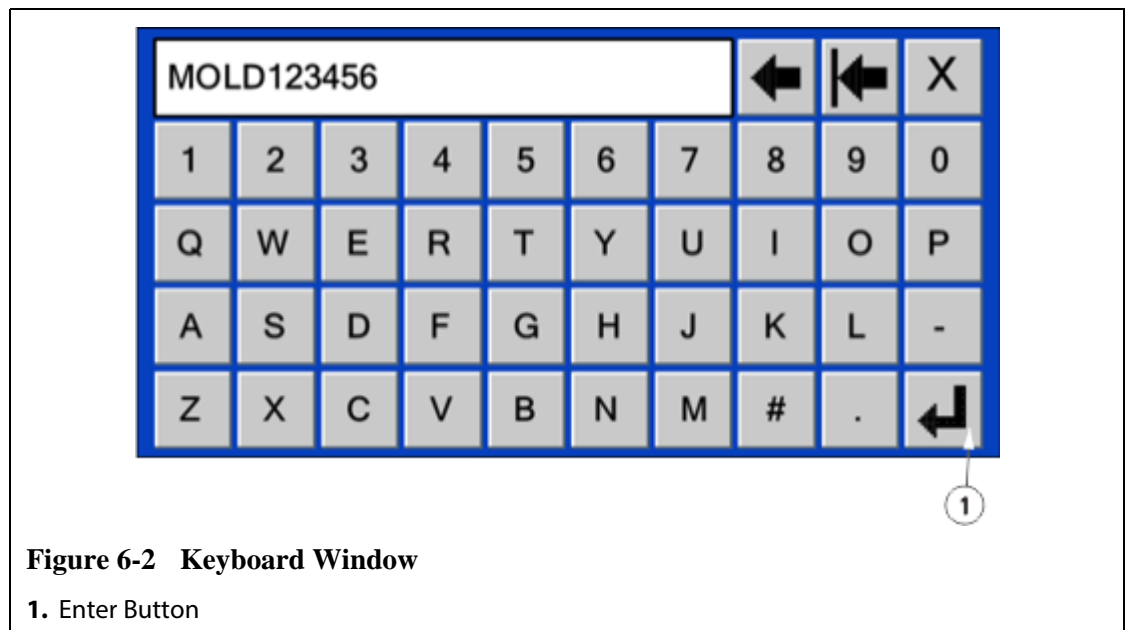 MOLD123456 X
1 2 3 4 5 6 7 8 9 0
Q W E R T Y U I O P
A S D F G H J K L -
Z X C V B N M # .
1
Figure 6-2 Keyboard Window
1. Enter Button